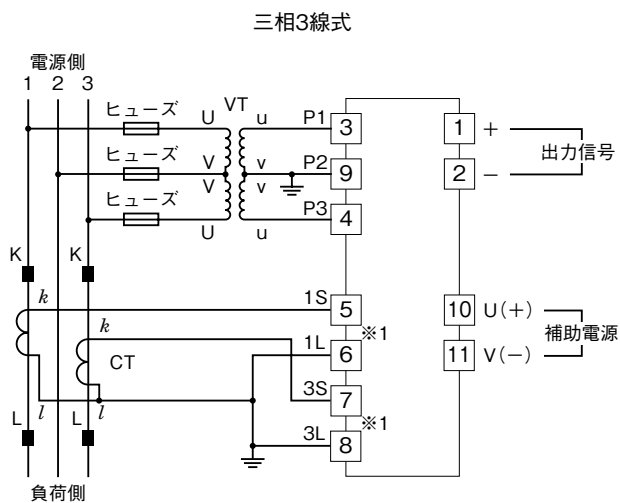 三相3線式
電源側
1 2 3
ヒューズ VT
U u P1 3 1 +
出力信号
ヒューズ
V v P2 9 2 −
V v
ヒューズ P3 4
U u
K K
k 1S 5 10 U(+)
※1 補助電源
k 1L 6 11 V(−)
CT
3S 7
l l ※1
L L 3L 8
負荷側